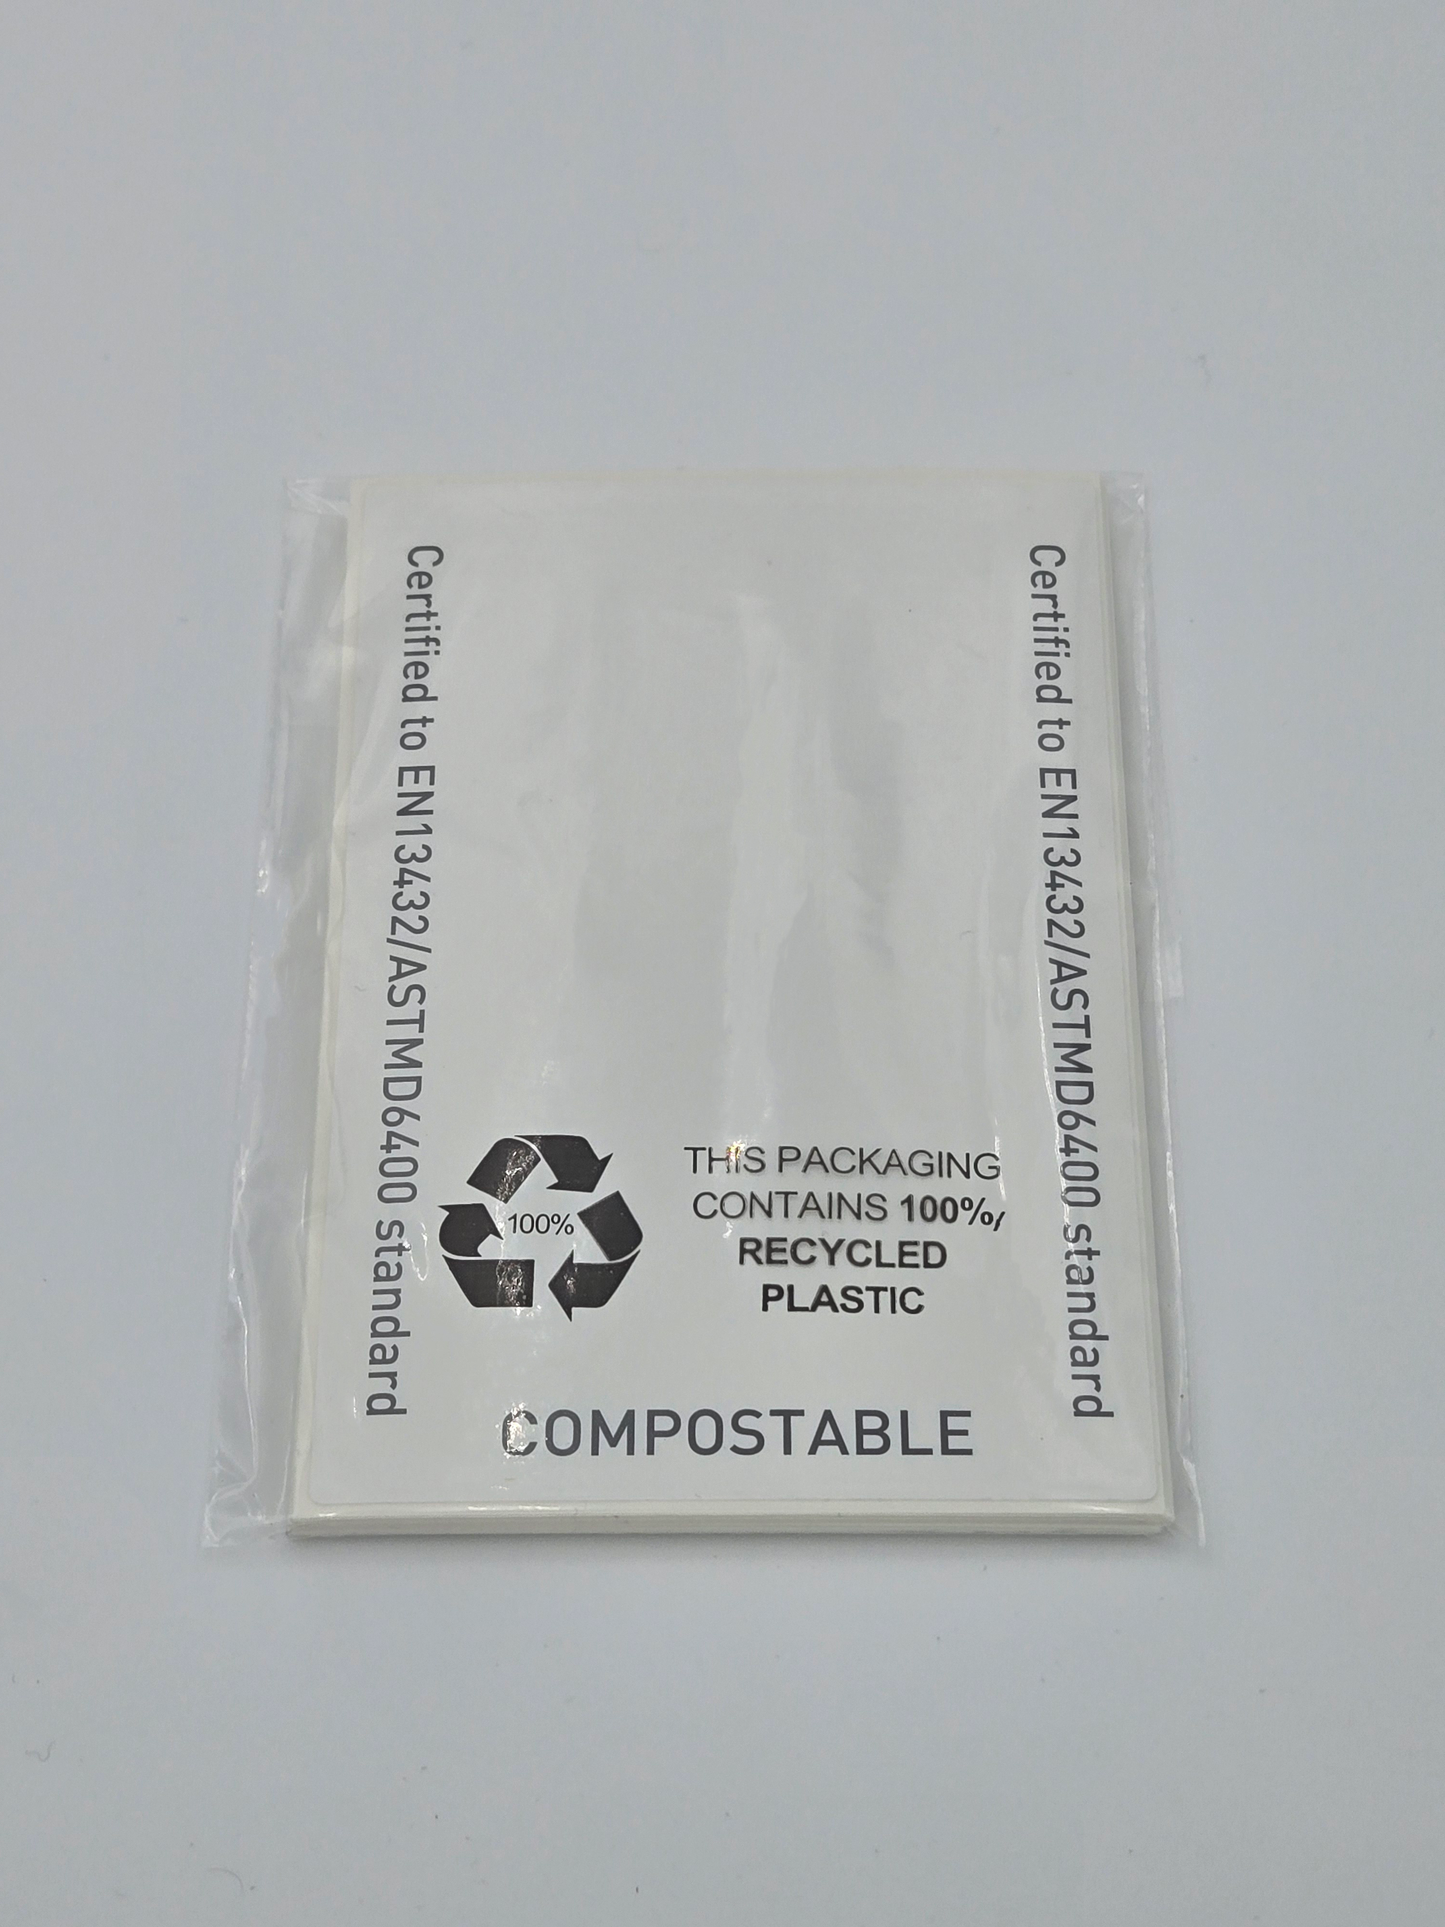 Certified to EN13432/ASTMD6400 standard
Certified to EN13432/ASTMD6400 standard
100%
THIS PACKAGING
CONTAINS 100%
RECYCLED
PLASTIC
COMPOSTABLE